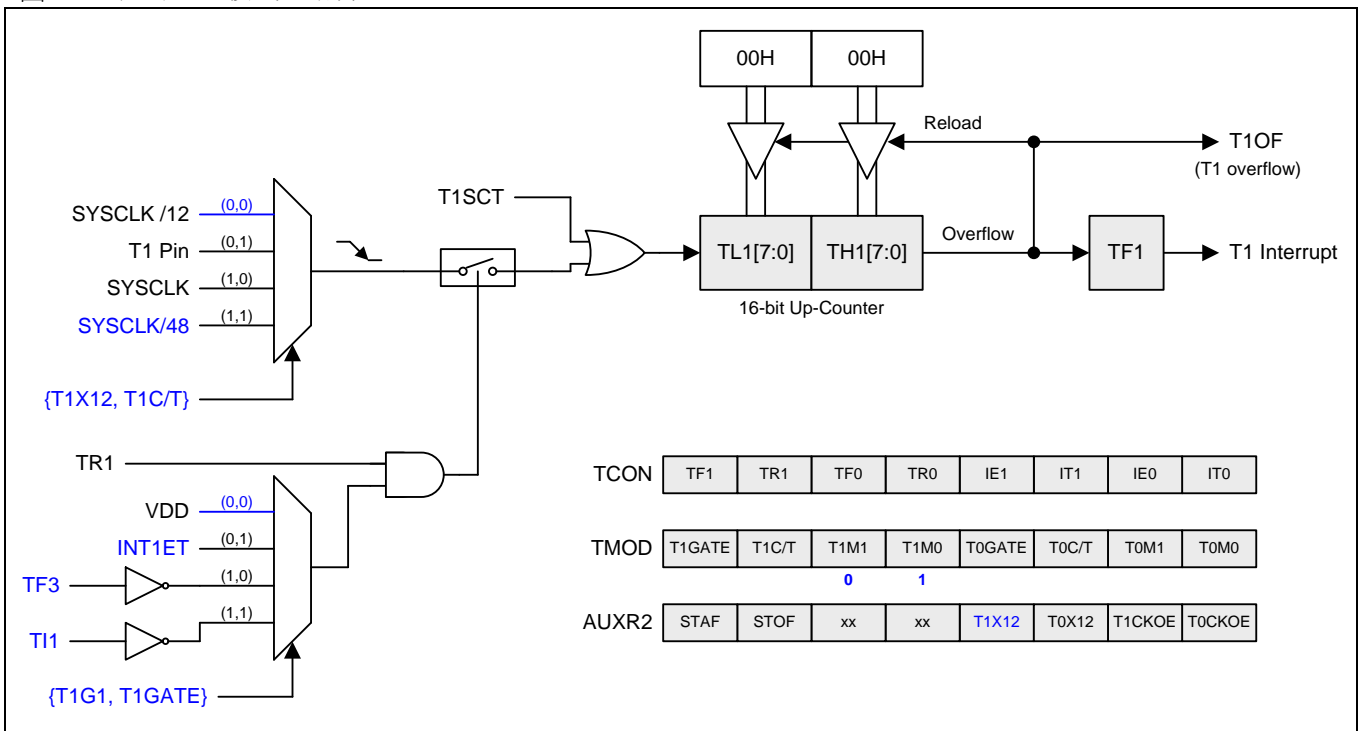 00H 00H
Reload
T1OF
(T1 overflow)
T1SCT
SYSCLK /12 (0,0)
T1 Pin (0,1)
SYSCLK (1,0)
SYSCLK/48 (1,1)
TL1[7:0] TH1[7:0] Overflow TF1 T1 Interrupt
16-bit Up-Counter
{T1X12, T1C/T}
TR1
VDD (0,0)
INT1ET (0,1)
TF3 (1,0)
TI1 (1,1)
{T1G1, T1GATE}
TCON TF1 TR1 TF0 TR0 IE1 IT1 IE0 IT0
TMOD T1GATE T1C/T T1M1 T1M0 T0GATE T0C/T T0M1 T0M0
0 1
AUXR2 STAF STOF xx xx T1X12 T0X12 T1CKOE T0CKOE